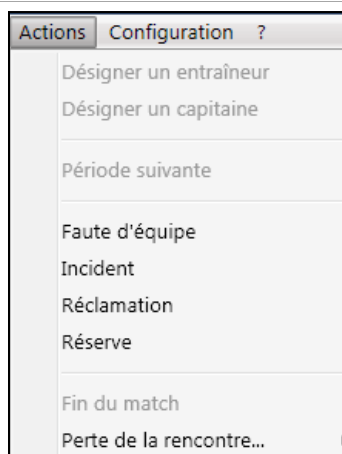 Actions Configuration ?
Désigner un entraîneur
Désigner un capitaine
Période suivante
Faute d'équipe
Incident
Réclamation
Réserve
Fin du match
Perte de la rencontre...